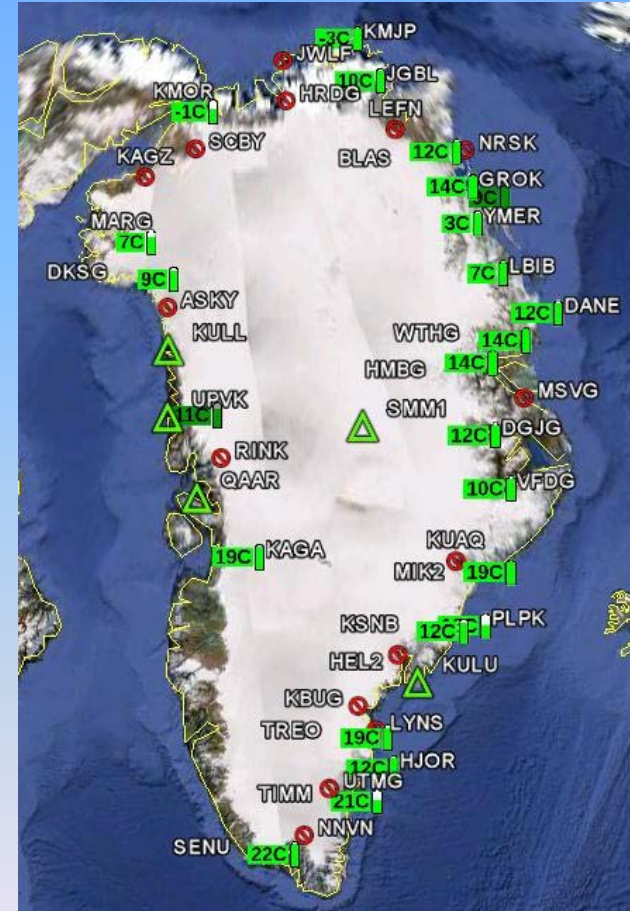 -3C KMJP
JWLF
10C JGBL
KMOR
HRDG
-1C
LEFN
SCBY
BLAS
12C NRSK
KAGZ
14C GROK
MARG
YMER
7C
3C
DKSG
9C
7C LBIB
ASKY
12C DANE
KULL
WTHG
14C
HMBG
14C
UPVK
MSVG
11C
SMM1
12C DGJG
RINK
QAAR
10C VFDG
KUAQ
19C KAGA
MIK2 19C
KSNB
12C PLPK
HEL2
KULU
KBUG
TREO
LYNS
19C
12C HJOR
UTMG
TIMM
21C
NNVN
SENU
22C